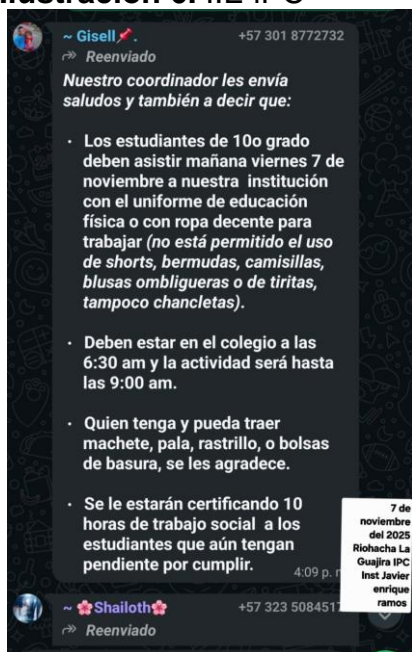 ~ Gisell📌.
+57 301 8772732
Reenviado
Nuestro coordinador les envía
saludos y también a decir que:
· Los estudiantes de 10o grado
deben asistir mañana viernes 7 de
noviembre a nuestra institución
con el uniforme de educación
física o con ropa decente para
trabajar (no está permitido el uso
de shorts, bermudas, camisillas,
blusas ombligueras o de tiritas,
tampoco chancletas).
· Deben estar en el colegio a las
6:30 am y la actividad será hasta
las 9:00 am.
· Quien tenga y pueda traer
machete, pala, rastrillo, o bolsas
de basura, se les agradece.
· Se le estarán certificando 10
horas de trabajo social a los
estudiantes que aún tengan
pendiente por cumplir.
4:09 p.
7 de
noviembre
del 2025
Riohacha La
Guajira IPC
Inst Javier
enrique
ramos
~ 🌸Shailoth🌸
+57 323 508451
Reenviado